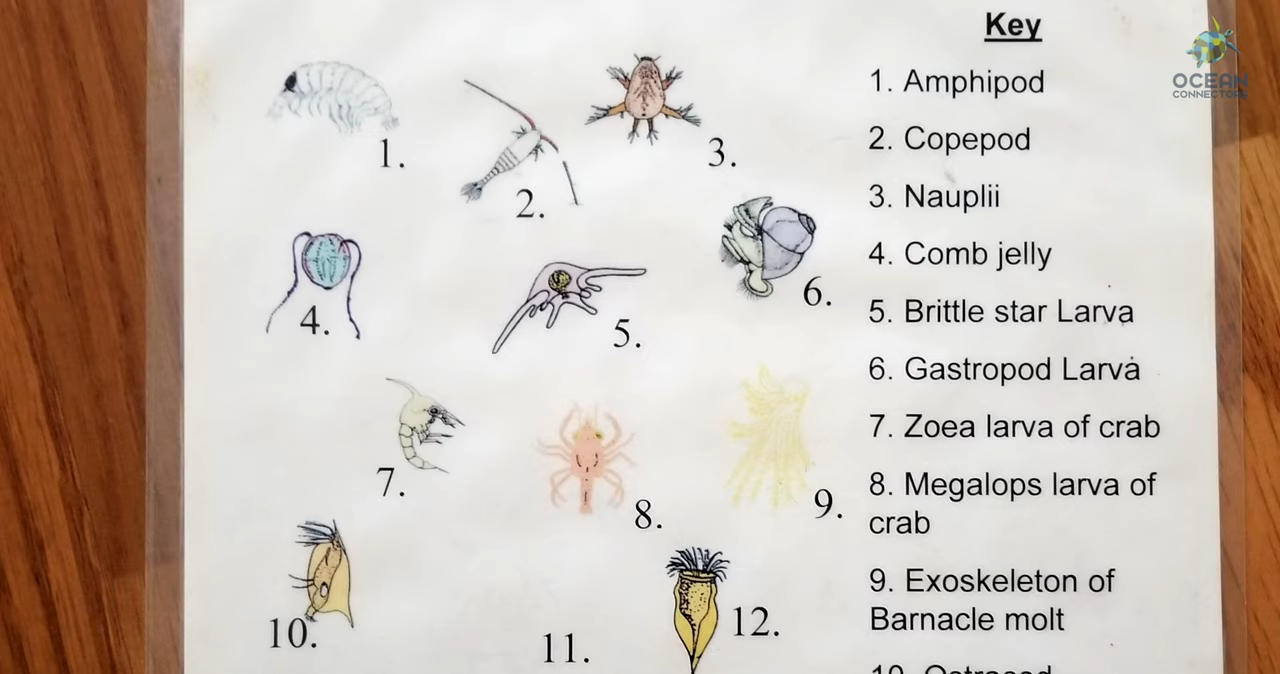 Key
OCEAN
CONNECTORS
1. Amphipod
2. Copepod
3. Nauplii
4. Comb jelly
5. Brittle star Larva
6. Gastropod Larva
7. Zoea larva of crab
8. Megalops larva of
crab
9. Exoskeleton of
Barnacle molt
10. Ostracod
1.
2.
3.
4.
5.
6.
7.
8.
9.
10.
11.
12.